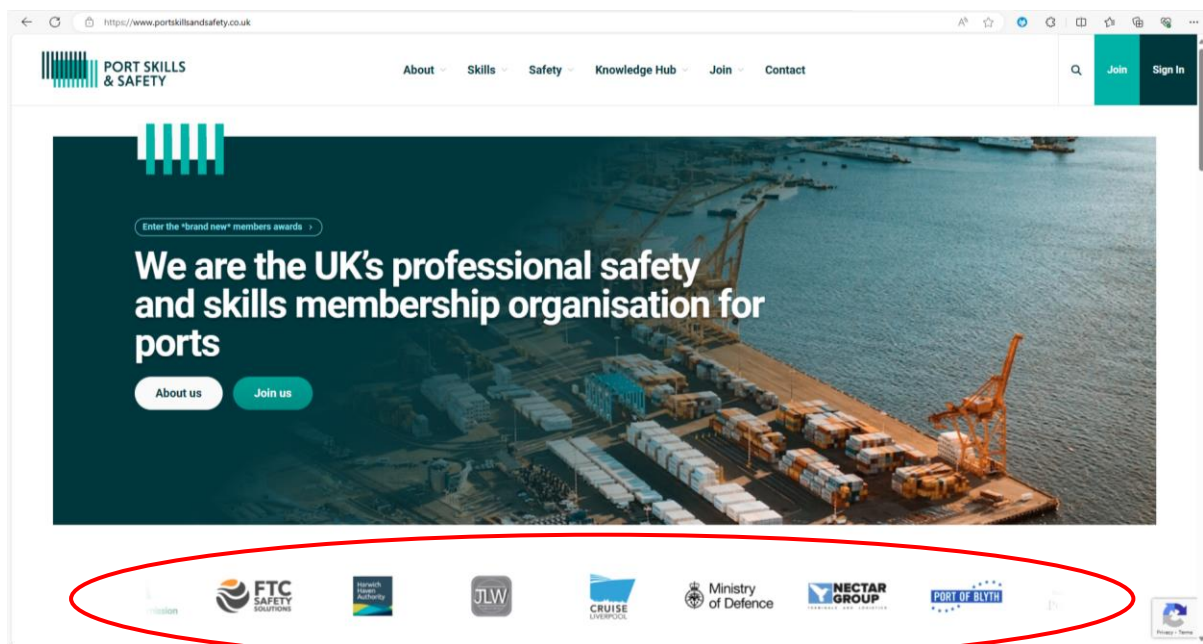 https://www.portskillsandsafety.co.uk
PORT SKILLS
& SAFETY
About
Skills
Safety
Knowledge Hub
Join
Contact
Join
Sign In
Enter the *brand new* members awards >
We are the UK's professional safety
and skills membership organisation for
ports
About us
Join us
FTC
SAFETY
SOLUTIONS
Harwich
Haven
Authority
JLW
CRUISE
LIVERPOOL
Ministry
of Defence
NECTAR
GROUP
TERMINALS AND LOGISTICS
PORT OF BLYTH
Privacy - Terms